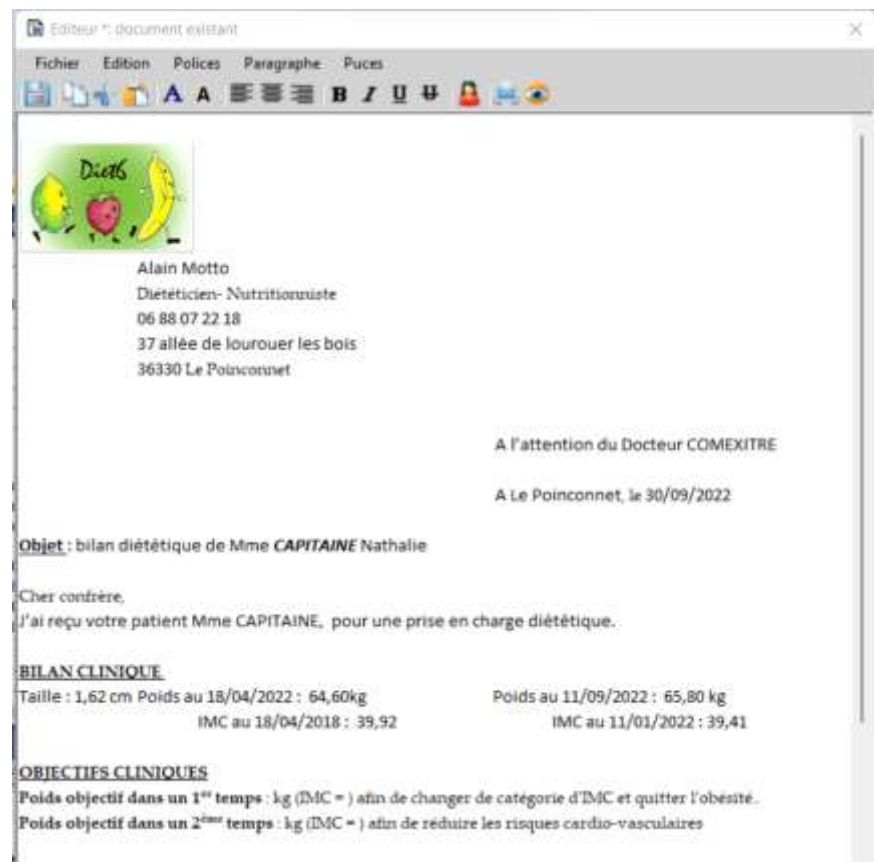 Editeur *: document existant
Fichier Edition Polices Paragraphe Puces
A A B I U U
Diet6
Alain Motto
Diététicien- Nutritionniste
06 88 07 22 18
37 allée de lourouer les bois
36330 Le Poinconnet
A l'attention du Docteur COMEXITRE
A Le Poinconnet, le 30/09/2022
Objet : bilan diététique de Mme CAPITAINE Nathalie
Cher confrère,
J'ai reçu votre patient Mme CAPITAINE, pour une prise en charge diététique.
BILAN CLINIQUE
Taille : 1,62 cm Poids au 18/04/2022 : 64,60kg Poids au 11/09/2022 : 65,80 kg
IMC au 18/04/2018 : 39,92 IMC au 11/01/2022 : 39,41
OBJECTIFS CLINIQUES
Poids objectif dans un 1er temps : kg (IMC = ) afin de changer de catégorie d'IMC et quitter l'obésité.
Poids objectif dans un 2ème temps : kg (IMC = ) afin de réduire les risques cardio-vasculaires